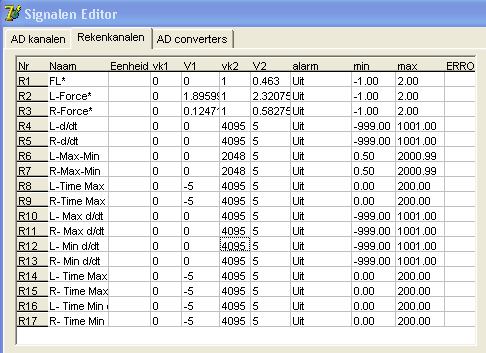 Signalen Editor
AD kanalen Rekenkanalen AD converters
Nr Naam Eenheid vk1 V1 vk2 V2 alarm min max ERRO
R1 FL* 0 0 1 0.463 Uit -1.00 2.00
R2 L-Force* 0 1.89599 1 2.32075 Uit -1.00 2.00
R3 R-Force* 0 0.12471 1 0.58275 Uit -1.00 2.00
R4 L-d/dt 0 0 4095 5 Uit -999.00 1001.00
R5 R-d/dt 0 0 4095 5 Uit -999.00 1001.00
R6 L-Max-Min 0 0 2048 5 Uit 0.50 2000.99
R7 R-Max-Min 0 0 2048 5 Uit 0.50 2000.99
R8 L-Time Max 0 -5 4095 5 Uit 0.00 200.00
R9 R-Time Max 0 -5 4095 5 Uit 0.00 200.00
R10 L- Max d/dt 0 0 4095 5 Uit -999.00 1001.00
R11 R- Max d/dt 0 0 4095 5 Uit -999.00 1001.00
R12 L- Min d/dt 0 0 4095 5 Uit -999.00 1001.00
R13 R- Min d/dt 0 0 4095 5 Uit -999.00 1001.00
R14 L- Time Max 0 -5 4095 5 Uit 0.00 200.00
R15 R- Time Max 0 -5 4095 5 Uit 0.00 200.00
R16 L- Time Min 0 -5 4095 5 Uit 0.00 200.00
R17 R- Time Min 0 -5 4095 5 Uit 0.00 200.00